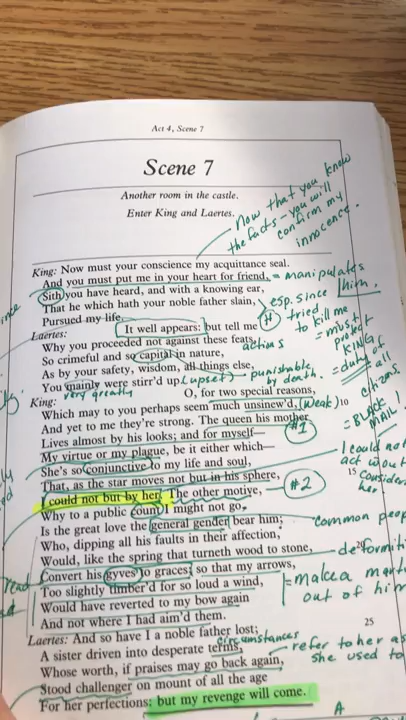 Act 4, Scene 7
Scene 7
Another room in the castle.
Enter King and Laertes.
Now that you know
the facts - you will
confirm my
innocence.
King: Now must your conscience my acquittance seal.
And you must put me in your heart for friend, = manipulates
him.
Sith you have heard, and with a knowing ear,
That he which hath your noble father slain, esp. since
Pursued my life. H tried
to kill me
Laertes: It well appears: but tell me
= must
protect
KING
Why you proceeded not against these feats, actions
So crimeful and so capital in nature, = duty of
all
As by your safety, wisdom, all things else, punishable
by death.
citizens.
You mainly were stirr'd up. (upset)
very greatly
King: O, for two special reasons,
Which may to you perhaps seem much unsinew'd, (Weak) 10
And yet to me they're strong. The queen his mother #1
= BLACK
MAIL!
Lives almost by his looks; and for myself—
My virtue or my plague, be it either which—
She's so conjunctive to my life and soul, I could not
That, as the star moves not but in his sphere, act w/out
15 consider
her
I could not but by her. The other motive, #2
Why to a public count I might not go,
Is the great love the general gender bear him; common peop
Who, dipping all his faults in their affection,
Would, like the spring that turneth wood to stone, 20 deformiti
Convert his gyves to graces; so that my arrows,
Too slightly timber'd for so loud a wind, = makea mart
Would have reverted to my bow again out of him
And not where I had aim'd them.
25
Laertes: And so have I a noble father lost;
circumstances
A sister driven into desperate terms, refer to her as
she used to
Whose worth, if praises may go back again,
Stood challenger on mount of all the age
For her perfections: but my revenge will come.
A